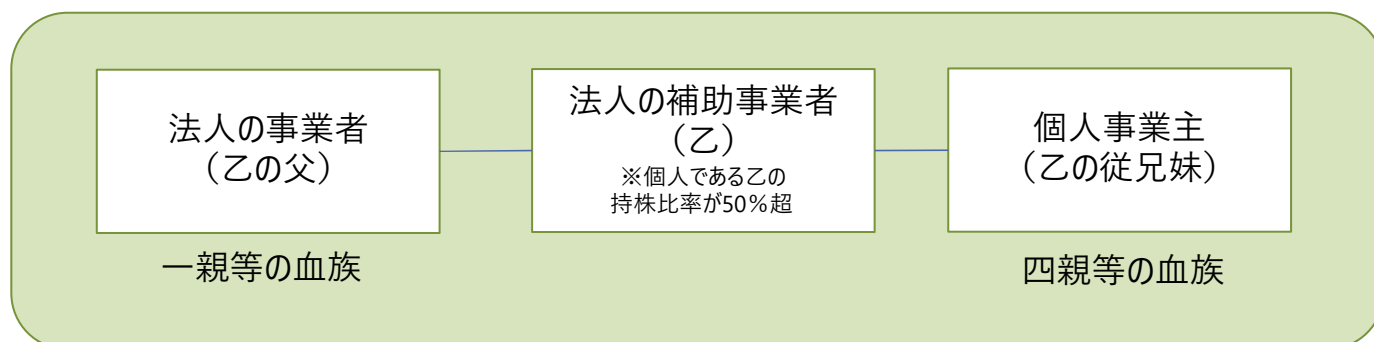 法人の事業者
（乙の父）
法人の補助事業者
（乙）
※個人である乙の
持株比率が50％超
個人事業主
（乙の従兄妹）
一親等の血族
四親等の血族